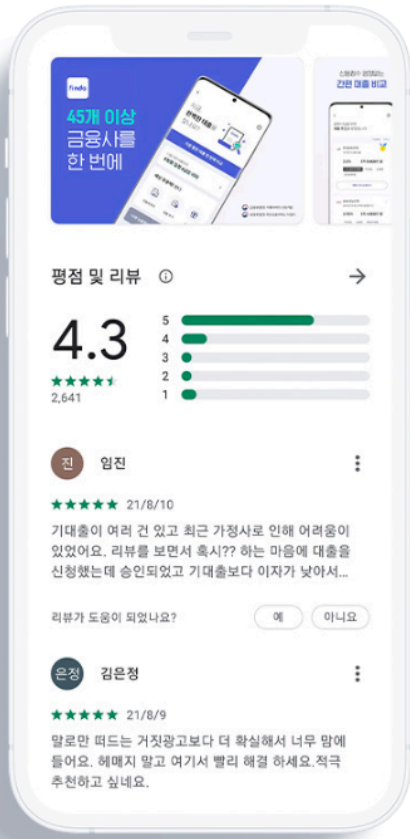 finda
45개 이상
금융사를
한 번에
간편 대출 비교
평점 및 리뷰
4.3
2,641
5
4
3
2
1
진
임진
21/8/10
기대출이 여러 건 있고 최근 가정사로 인해 어려움이
있었어요. 리뷰를 보면서 혹시?? 하는 마음에 대출을
신청했는데 승인되었고 기대출보다 이자가 낮아서...
리뷰가 도움이 되었나요?
예
아니요
은정
김은정
21/8/9
말로만 떠드는 거짓광고보다 더 확실해서 너무 맘에
들어요. 헤매지 말고 여기서 빨리 해결 하세요.적극
추천하고 싶네요.